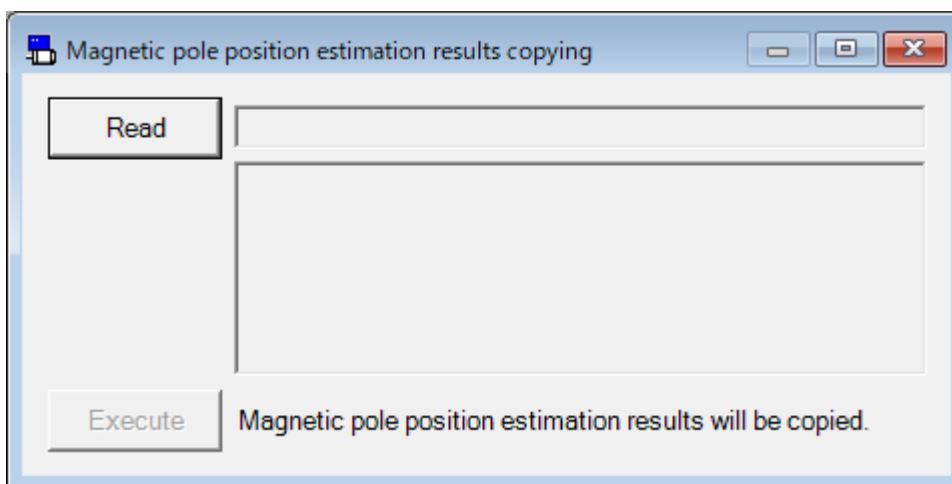 Magnetic pole position estimation results copying
Read
Execute
Magnetic pole position estimation results will be copied.